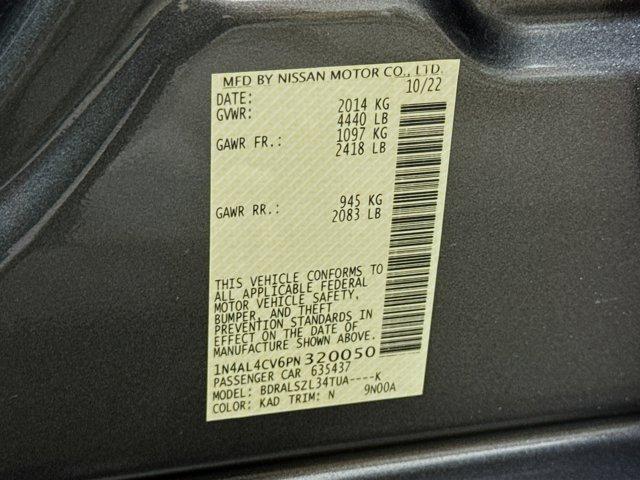 MFD BY NISSAN MOTOR CO., LTD.
DATE: 10/22
GVWR: 2014 KG
4440 LB
GAWR FR.: 1097 KG
2418 LB
GAWR RR.: 945 KG
2083 LB
THIS VEHICLE CONFORMS TO
ALL APPLICABLE FEDERAL
MOTOR VEHICLE SAFETY,
BUMPER, AND THEFT
PREVENTION STANDARDS IN
EFFECT ON THE DATE OF
MANUFACTURE SHOWN ABOVE.
1N4AL4CV6PN320050
PASSENGER CAR 635437
MODEL: BDRALSZL34TUA----K
COLOR: KAD TRIM: N 9N00A